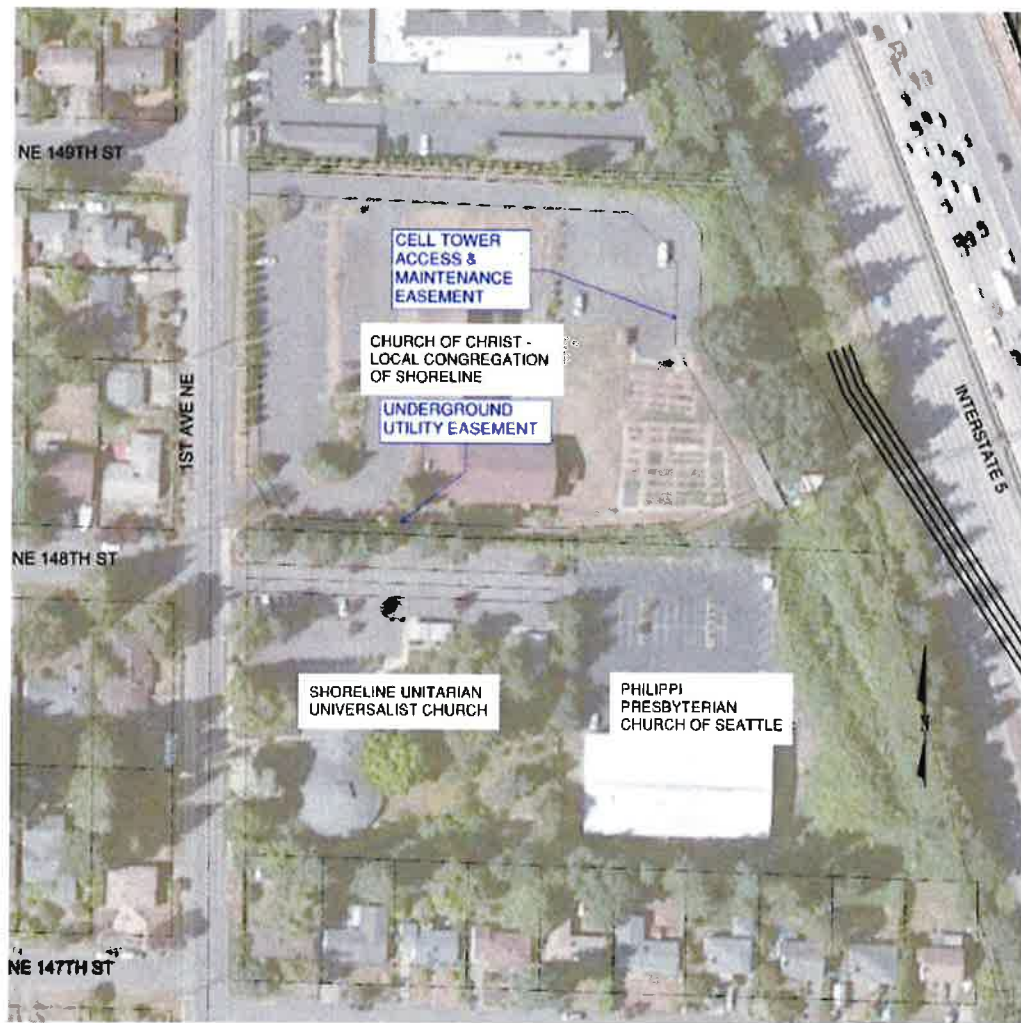 NE 149TH ST
CELL TOWER
ACCESS &
MAINTENANCE
EASEMENT
CHURCH OF CHRIST -
LOCAL CONGREGATION
OF SHORELINE
1ST AVE NE
UNDERGROUND
UTILITY EASEMENT
INTERSTATE 5
NE 148TH ST
SHORELINE UNITARIAN
UNIVERSALIST CHURCH
PHILIPPI
PRESBYTERIAN
CHURCH OF SEATTLE
N
NE 147TH ST